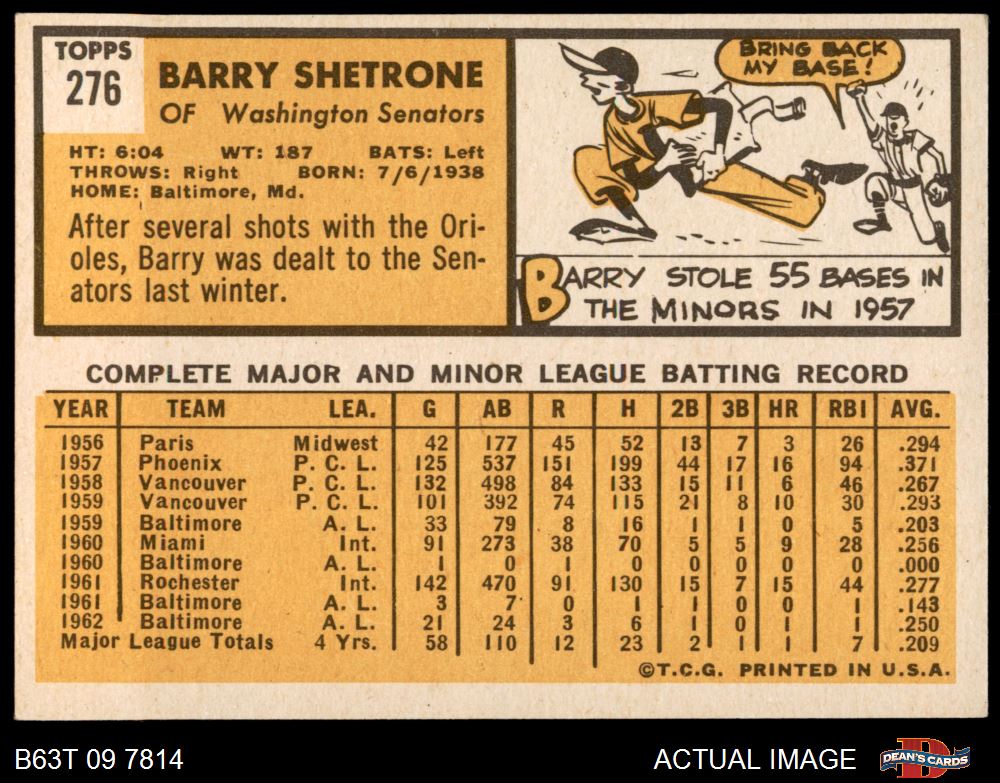 TOPPS
276
BARRY SHETRONE
OF Washington Senators
HT: 6:04 WT: 187 BATS: Left
THROWS: Right BORN: 7/6/1938
HOME: Baltimore, Md.
After several shots with the Ori-
oles, Barry was dealt to the Sen-
ators last winter.
BRING BACK
MY BASE!
BARRY STOLE 55 BASES IN
THE MINORS IN 1957
COMPLETE MAJOR AND MINOR LEAGUE BATTING RECORD
YEAR TEAM LEA. G AB R H 2B 3B HR RBI AVG.
1956 Paris Midwest 42 177 45 52 13 7 3 26 .294
1957 Phoenix P. C. L. 125 537 151 199 44 17 16 94 .371
1958 Vancouver P. C. L. 132 498 84 133 15 11 6 46 .267
1959 Vancouver P. C. L. 101 392 74 115 21 8 10 30 .293
1959 Baltimore A. L. 33 79 8 16 1 1 0 5 .203
1960 Miami Int. 91 273 38 70 5 5 9 28 .256
1960 Baltimore A. L. 1 0 1 0 0 0 0 0 .000
1961 Rochester Int. 142 470 91 130 15 7 15 44 .277
1961 Baltimore A. L. 3 7 0 1 1 0 0 1 .143
1962 Baltimore A. L. 21 24 3 6 1 0 1 1 .250
Major League Totals 4 Yrs. 58 110 12 23 2 1 1 7 .209
©T.C.G. PRINTED IN U.S.A.
B63T 09 7814
ACTUAL IMAGE
DEAN'S CARDS